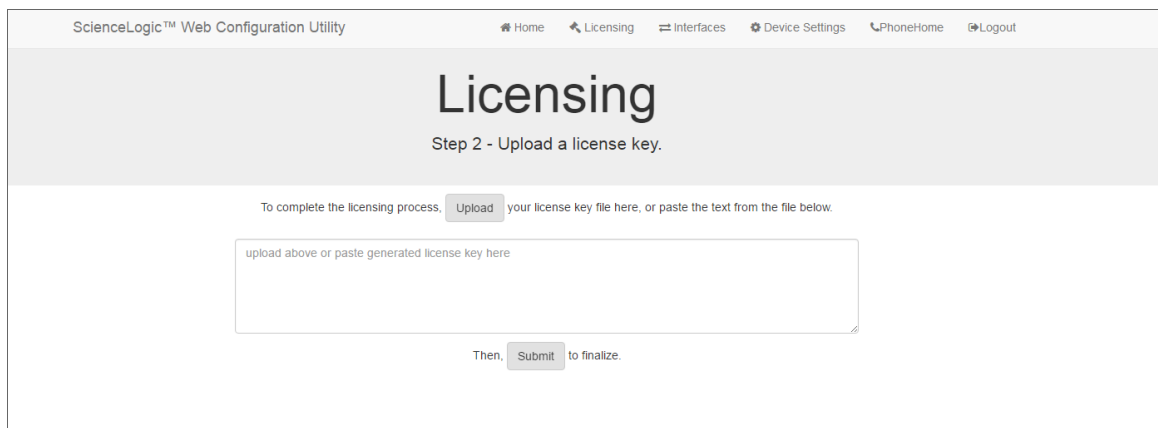 ScienceLogic™ Web Configuration Utility Home Licensing Interfaces Device Settings PhoneHome Logout
Licensing
Step 2 - Upload a license key.
To complete the licensing process, Upload your license key file here, or paste the text from the file below.
upload above or paste generated license key here
Then, Submit to finalize.